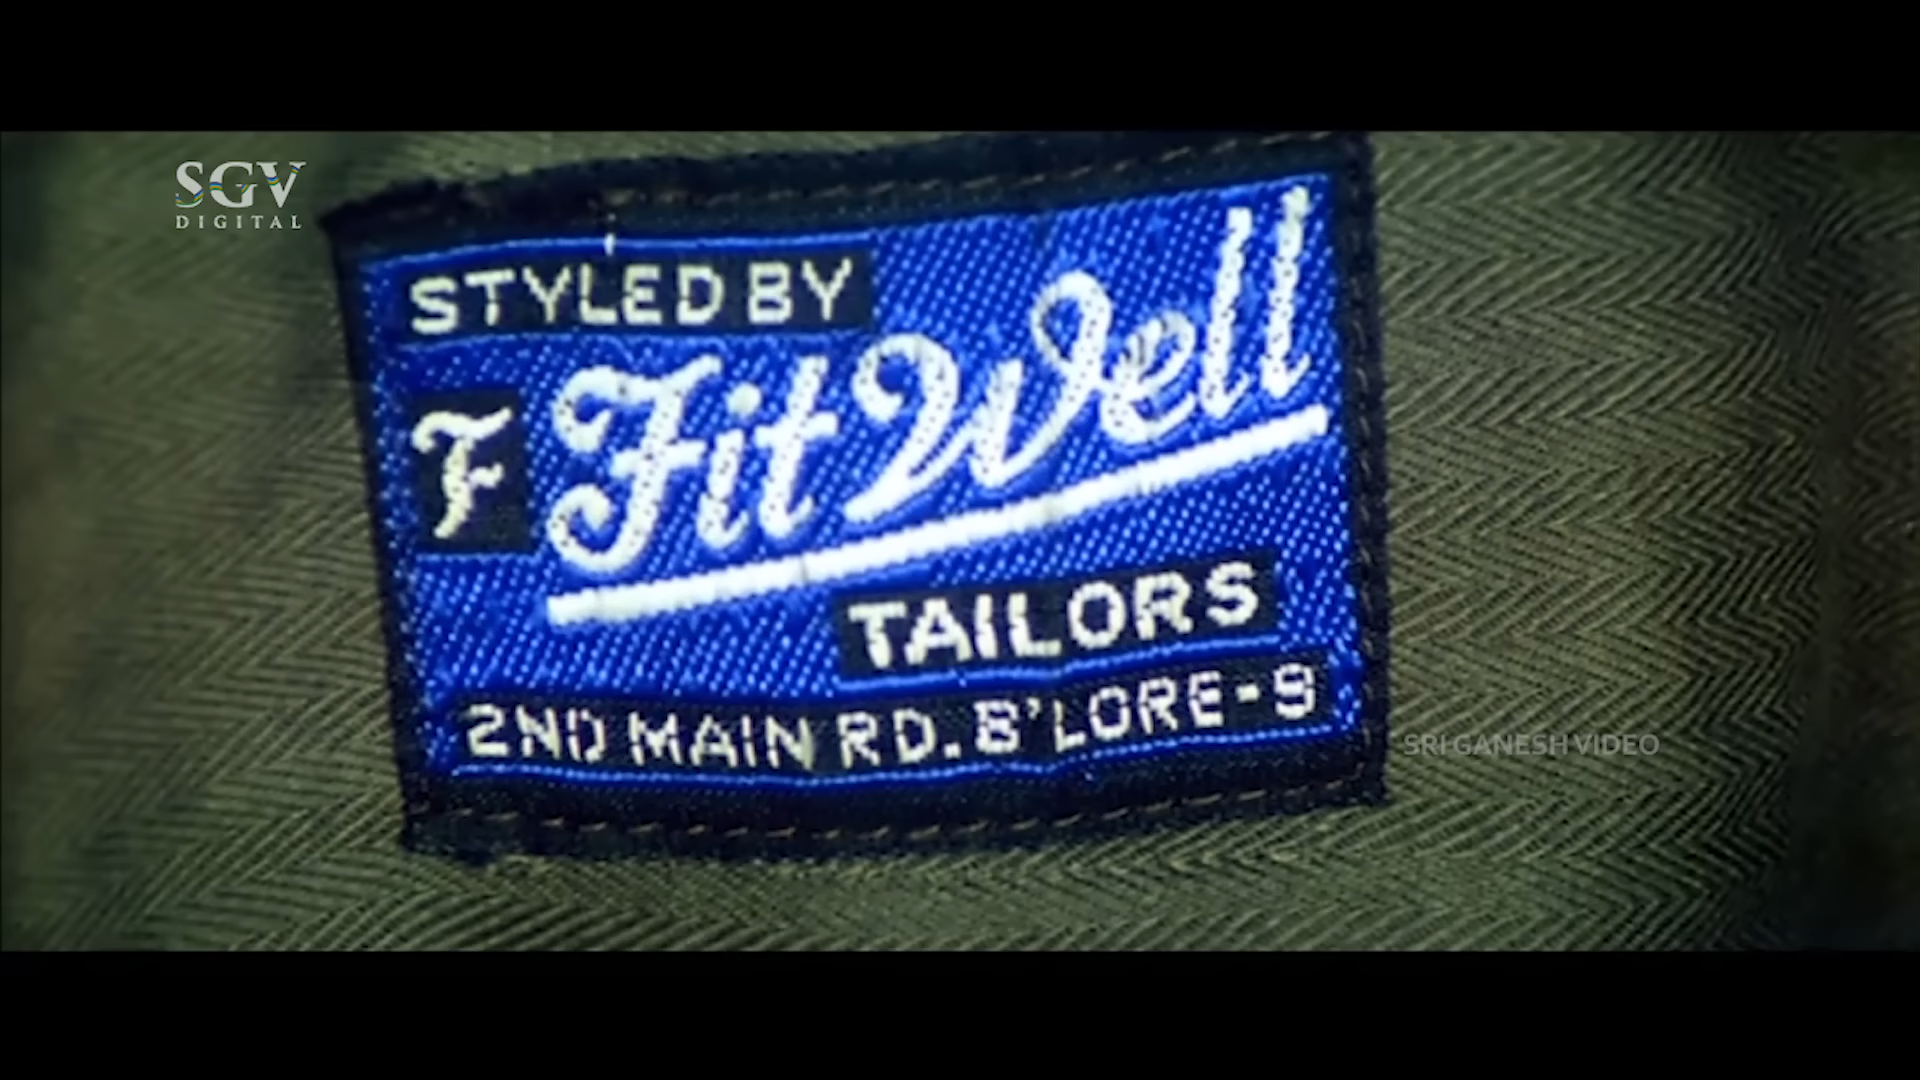 SGV
DIGITAL
STYLED BY
F FitWell
TAILORS
2ND MAIN RD. B'LORE-9
SRI GANESH VIDEO